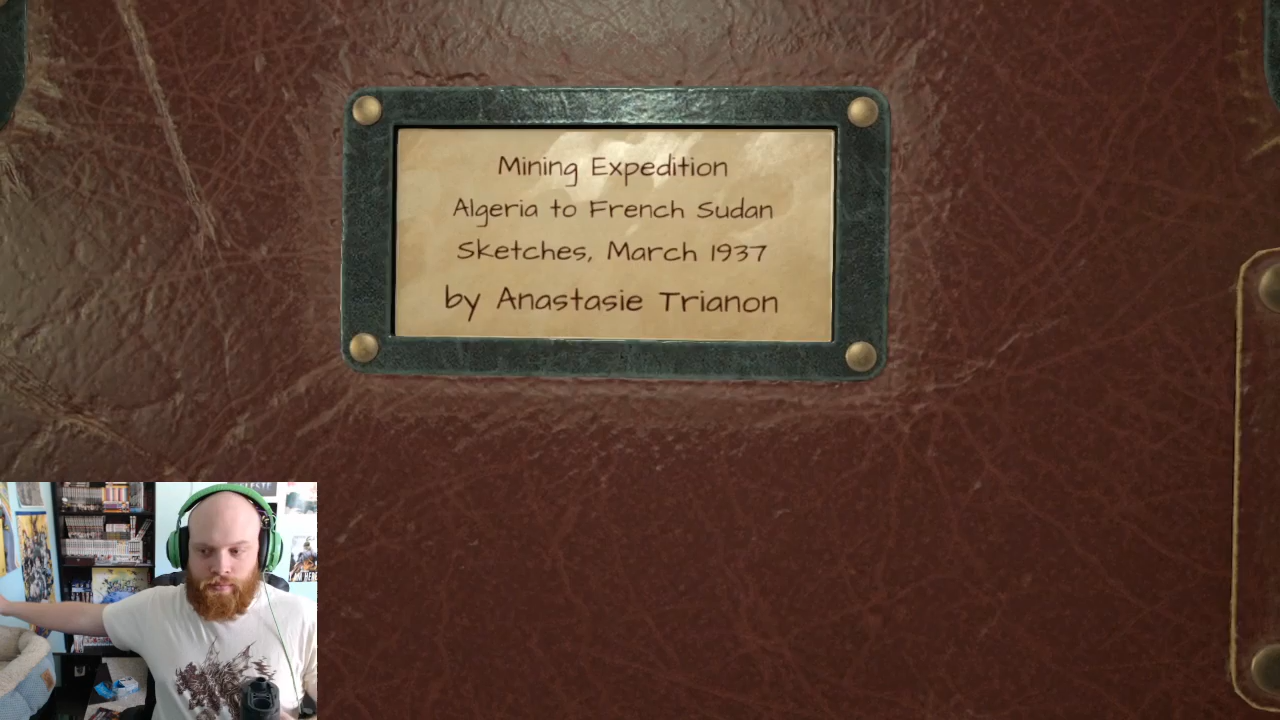 Mining Expedition
Algeria to French Sudan
Sketches, March 1937
by Anastasie Trianon